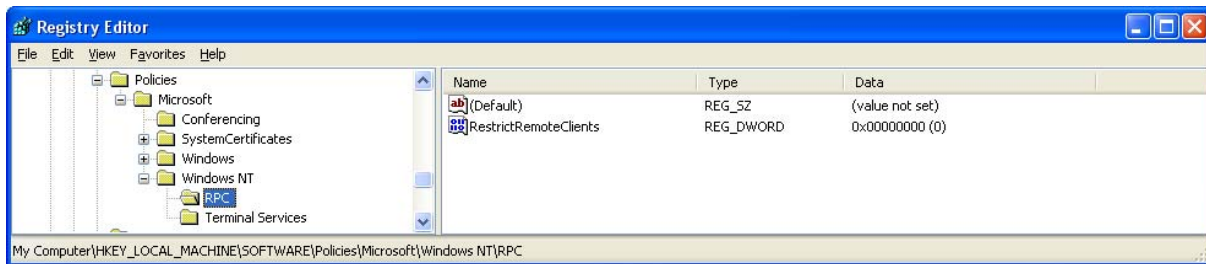 Registry Editor
File Edit View Favorites Help
Policies
Microsoft
Conferencing
SystemCertificates
Windows
Windows NT
RPC
Terminal Services
Name Type Data
(Default) REG_SZ (value not set)
RestrictRemoteClients REG_DWORD 0x00000000 (0)
My Computer\HKEY_LOCAL_MACHINE\SOFTWARE\Policies\Microsoft\Windows NT\RPC